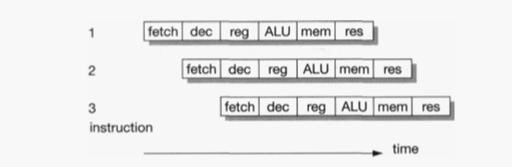 1 fetch dec reg ALU mem res
2 fetch dec reg ALU mem res
3 fetch dec reg ALU mem res
instruction
time